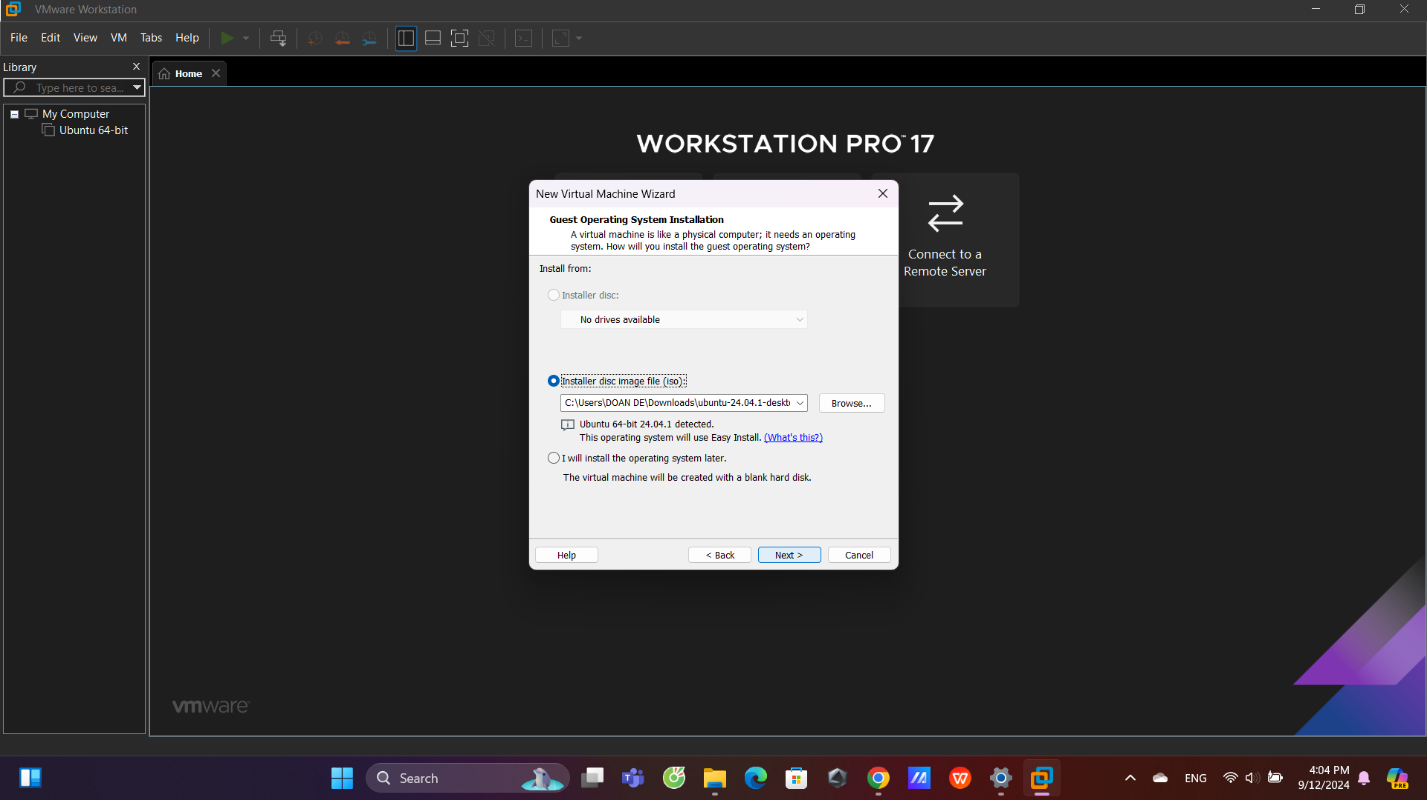 VMware Workstation
File Edit View VM Tabs Help
Library
Type here to sea...
My Computer
Ubuntu 64-bit
Home
WORKSTATION PRO™ 17
Connect to a
Remote Server
New Virtual Machine Wizard
Guest Operating System Installation
A virtual machine is like a physical computer; it needs an operating
system. How will you install the guest operating system?
Install from:
Installer disc:
No drives available
Installer disc image file (iso):
C:\Users\DOAN DE\Downloads\ubuntu-24.04.1-deskb
Browse...
Ubuntu 64-bit 24.04.1 detected.
This operating system will use Easy Install. (What's this?)
I will install the operating system later.
The virtual machine will be created with a blank hard disk.
Help
< Back
Next >
Cancel
vmware
Search
ENG
4:04 PM
9/12/2024
PRE